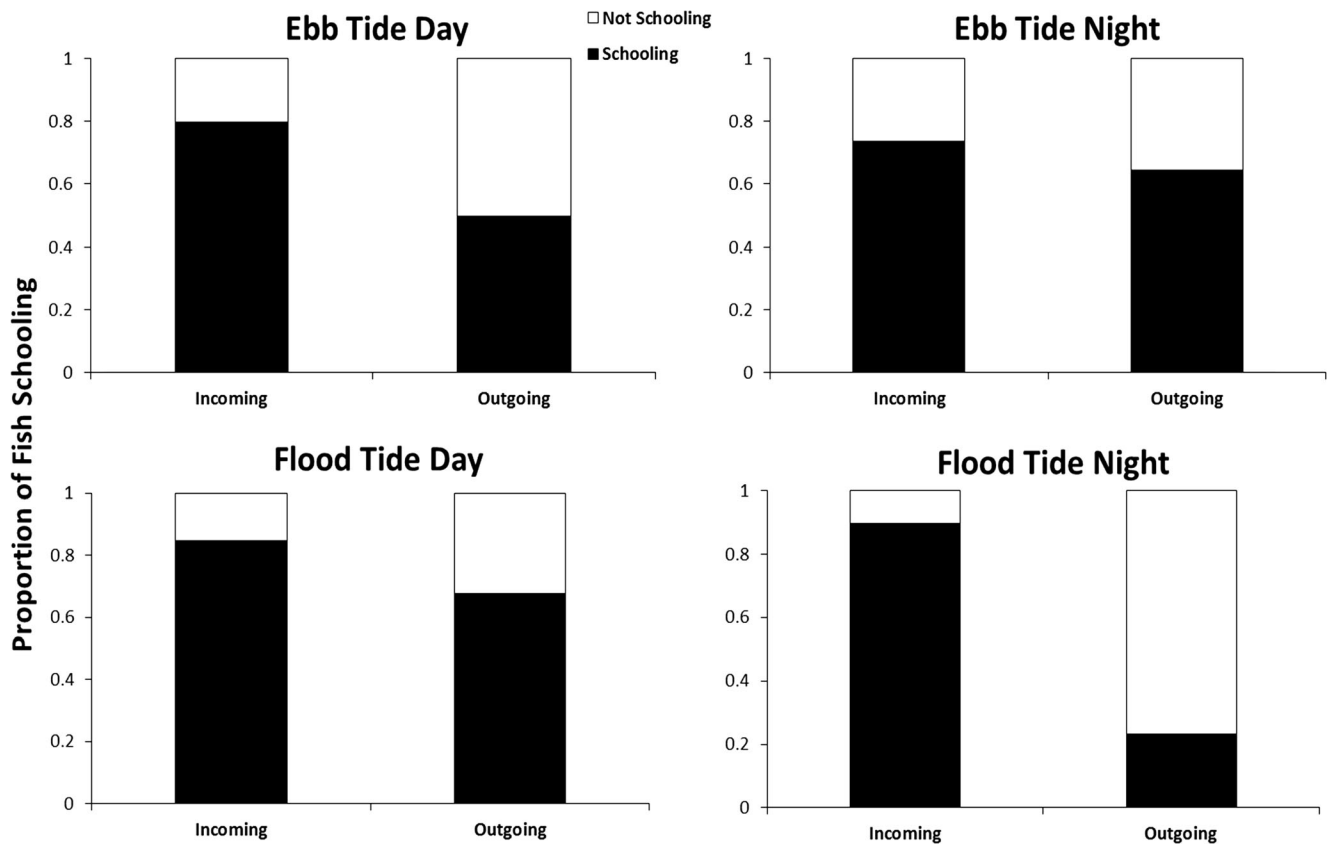 Proportion of Fish Schooling
Ebb Tide Day
Not Schooling
Schooling
1
0.8
0.6
0.4
0.2
0
Incoming
Outgoing
Ebb Tide Night
1
0.8
0.6
0.4
0.2
0
Incoming
Outgoing
Flood Tide Day
1
0.8
0.6
0.4
0.2
0
Incoming
Outgoing
Flood Tide Night
1
0.8
0.6
0.4
0.2
0
Incoming
Outgoing